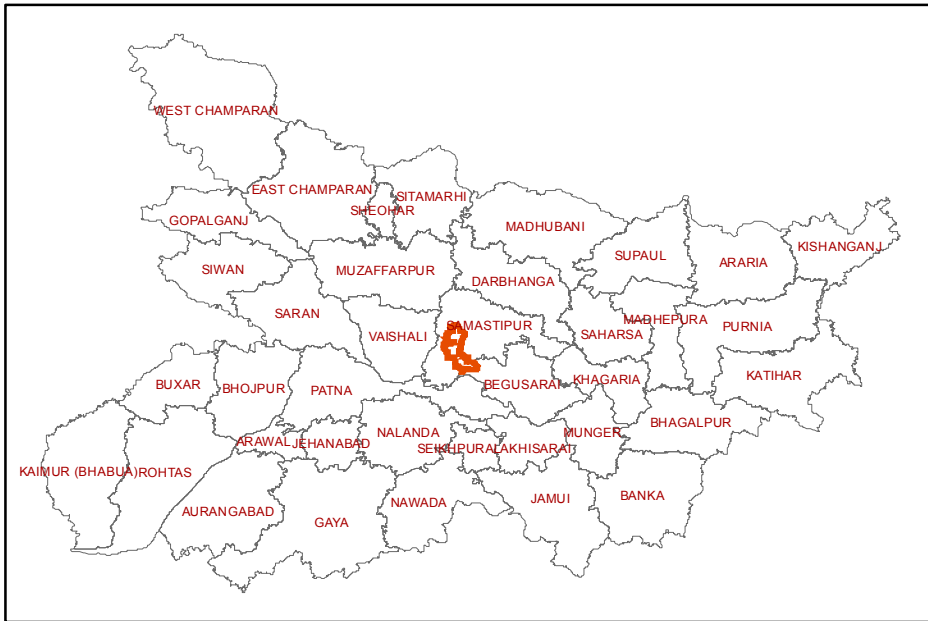 WEST CHAMPARAN
EAST CHAMPARAN
SITAMARHI
SHEOHAR
GOPALGANJ
MADHUBANI
KISHANGANJ
SUPAUL
ARARIA
SIWAN
MUZAFFARPUR
DARBHANGA
SARAN
SAMASTIPUR
MADHEPURA
PURNIA
VAISHALI
SAHARSA
BUXAR
BHOJPUR
PATNA
BEGUSARAI
KHAGARIA
KATIHAR
NALANDA
MUNGER
BHAGALPUR
ARAWAL
JEHANABAD
SEIKHPURA
LAKHISARAI
KAIMUR (BHABUA)
ROHTAS
AURANGABAD
GAYA
NAWADA
JAMUI
BANKA